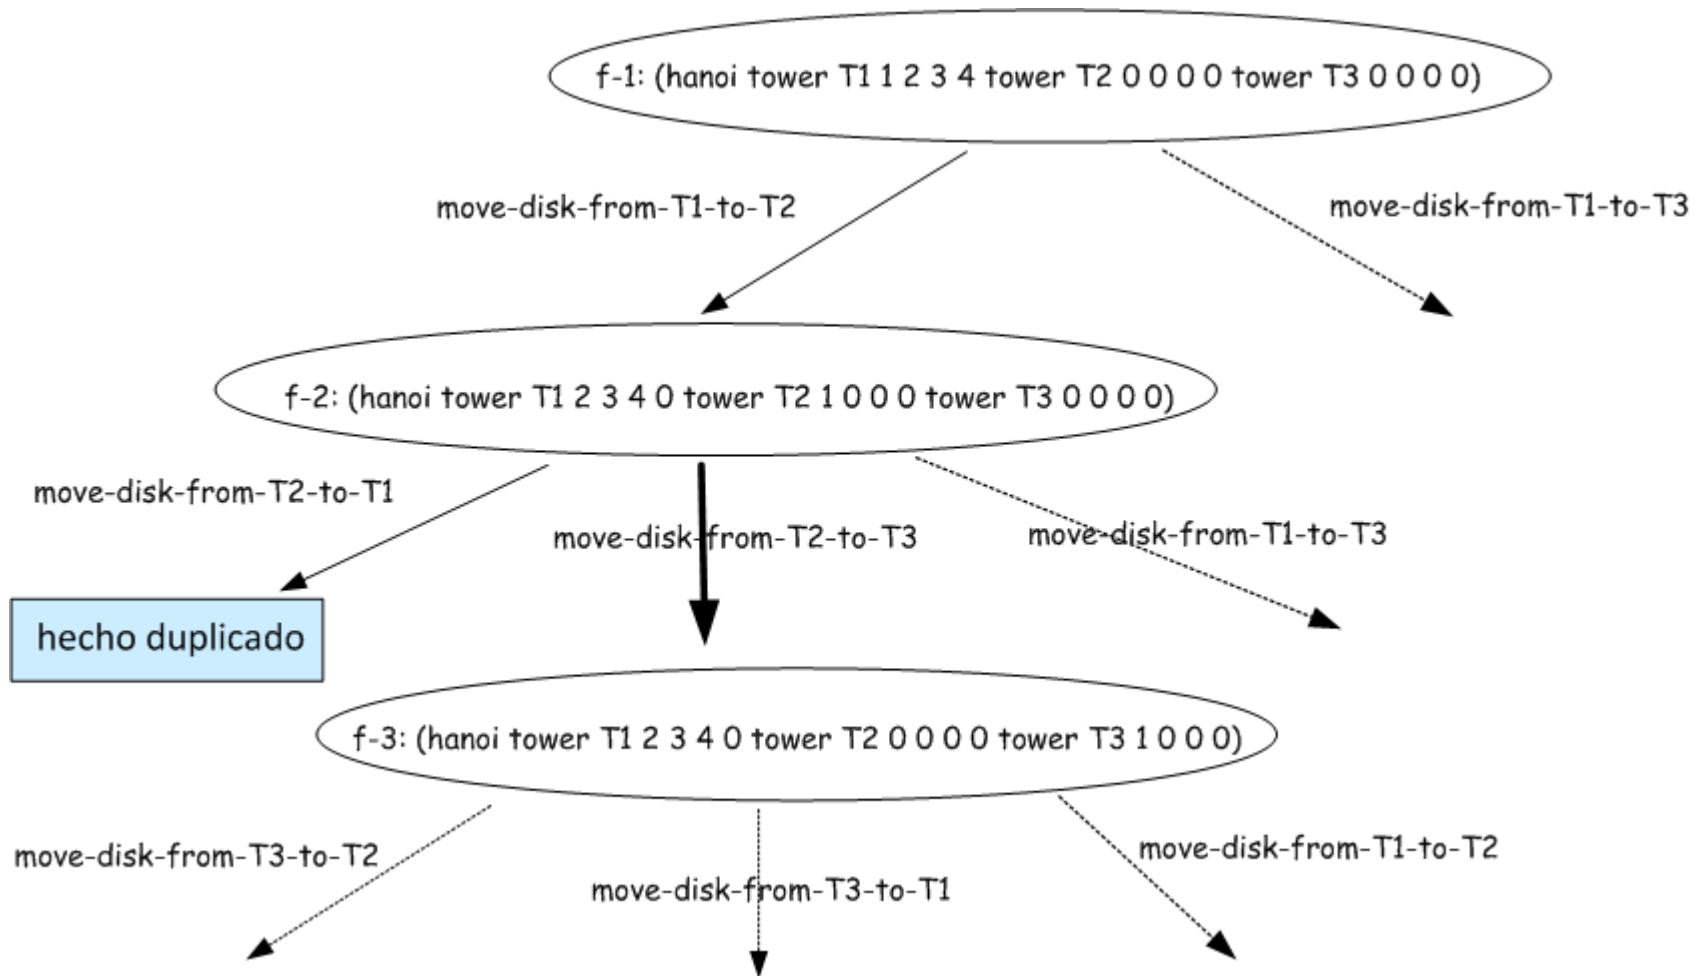 f-1: (hanoi tower T1 1 2 3 4 tower T2 0 0 0 0 tower T3 0 0 0 0)
move-disk-from-T1-to-T2
move-disk-from-T1-to-T3
f-2: (hanoi tower T1 2 3 4 0 tower T2 1 0 0 0 tower T3 0 0 0 0)
move-disk-from-T2-to-T1
move-disk-from-T2-to-T3
move-disk-from-T1-to-T3
hecho duplicado
f-3: (hanoi tower T1 2 3 4 0 tower T2 0 0 0 0 tower T3 1 0 0 0)
move-disk-from-T3-to-T2
move-disk-from-T3-to-T1
move-disk-from-T1-to-T2